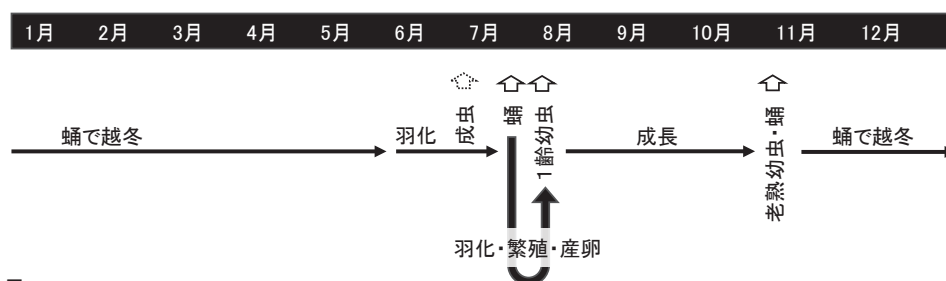 1月 2月 3月 4月 5月 6月 7月 8月 9月 10月 11月 12月
蛹で越冬
羽化
成虫
蛹
1齢幼虫
成長
老熟幼虫・蛹
蛹で越冬
羽化・繁殖・産卵